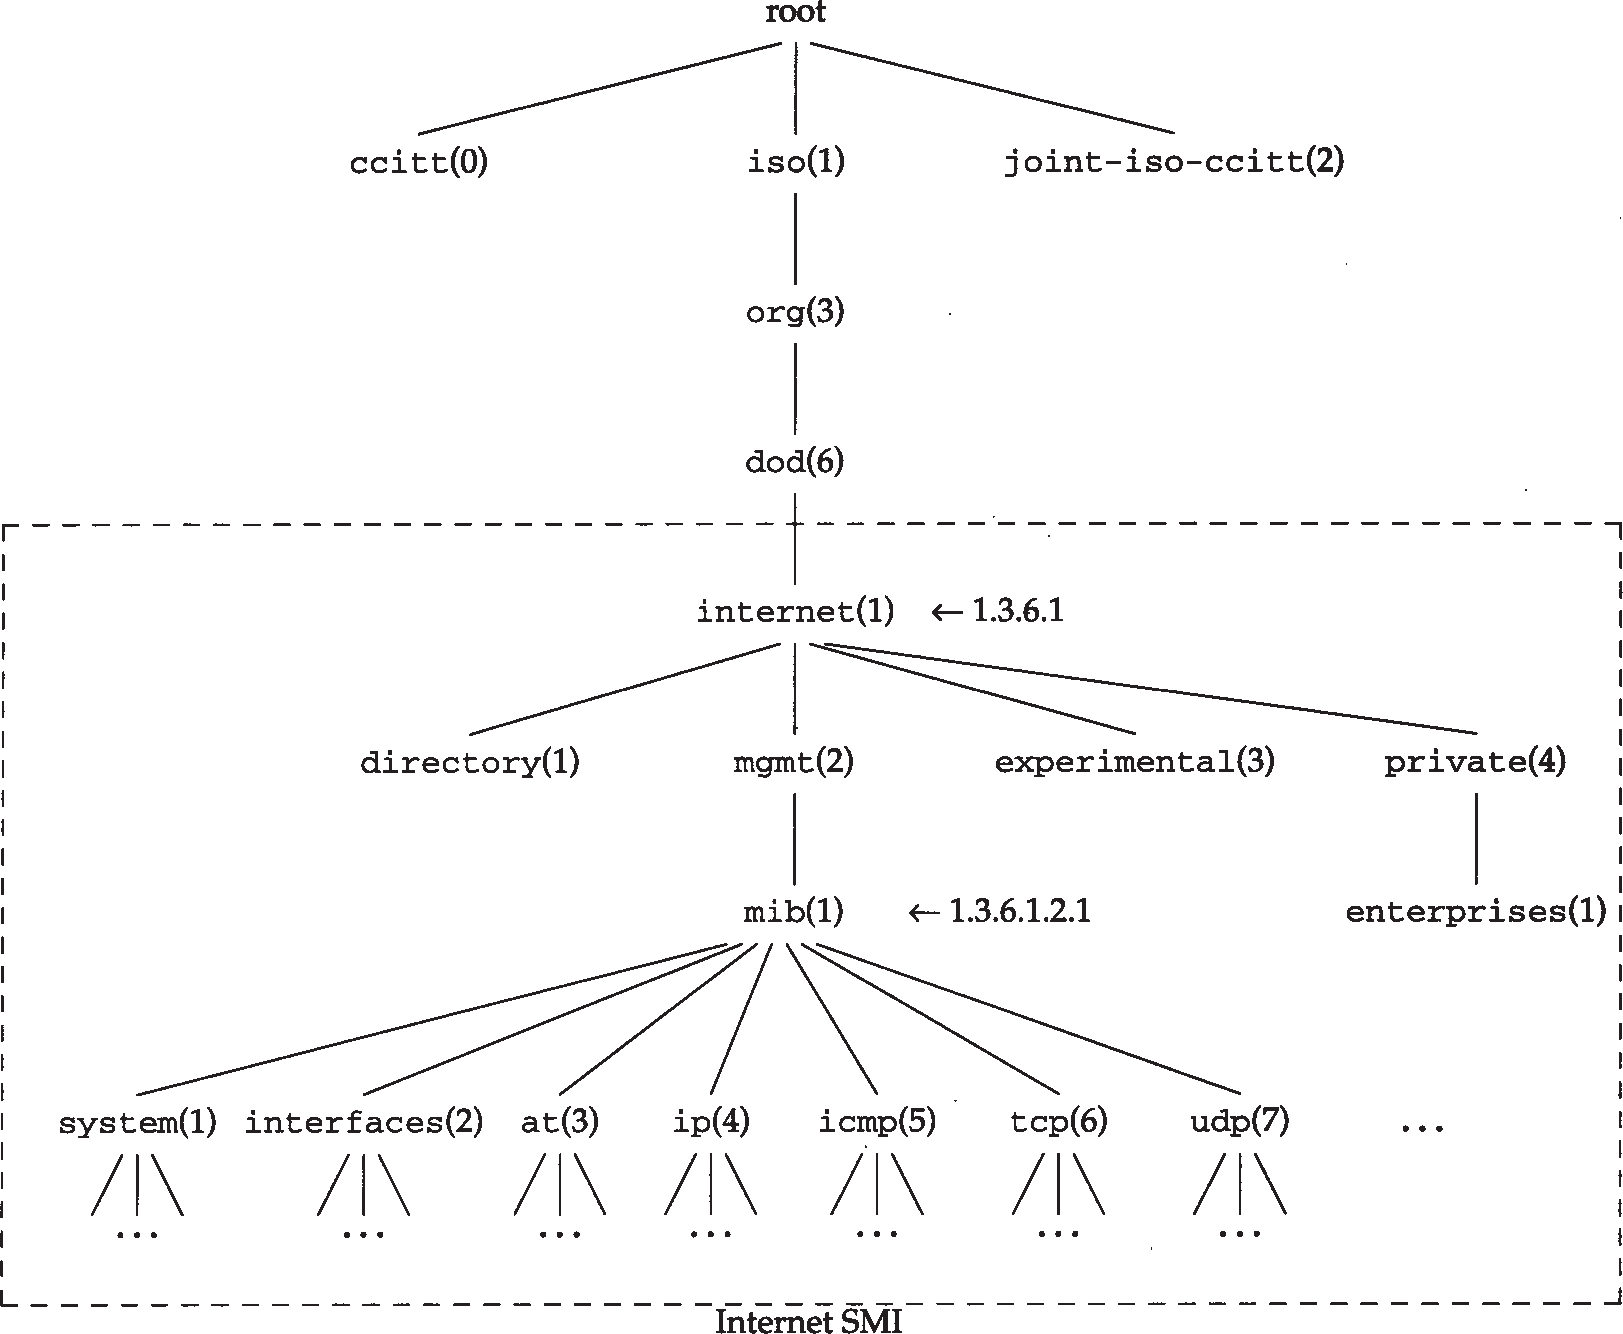 root
ccitt(0) iso(1) joint-iso-ccitt(2)
org(3)
dod(6)
internet(1) ← 1.3.6.1
directory(1) mgmt(2) experimental(3) private(4)
mib(1) ← 1.3.6.1.2.1 enterprises(1)
system(1) interfaces(2) at(3) ip(4) icmp(5) tcp(6) udp(7) ...
... ... ... ... ... ... ...
Internet SMI